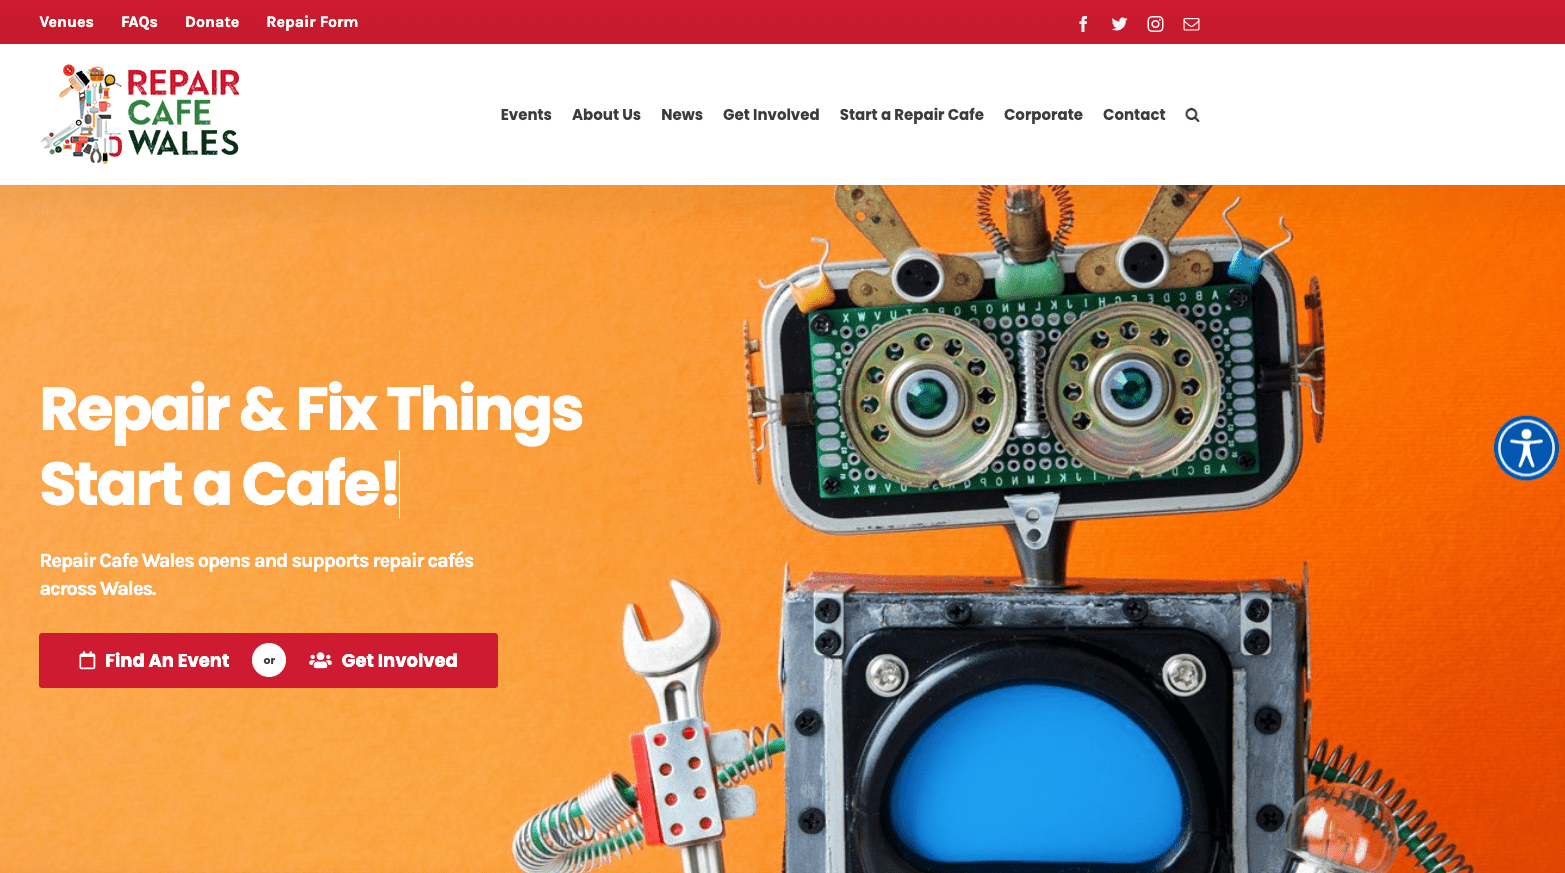 Venues FAQs Donate Repair Form
REPAIR
CAFE
WALES
Events About Us News Get Involved Start a Repair Cafe Corporate Contact
Repair & Fix Things
Start a Cafe!
Repair Cafe Wales opens and supports repair cafés
across Wales.
Find An Event or Get Involved
A B C D E F G H I J K L M N O P Q R S T U V W X
A B C D E F G H I J K L M N O P Q R S T U V W X